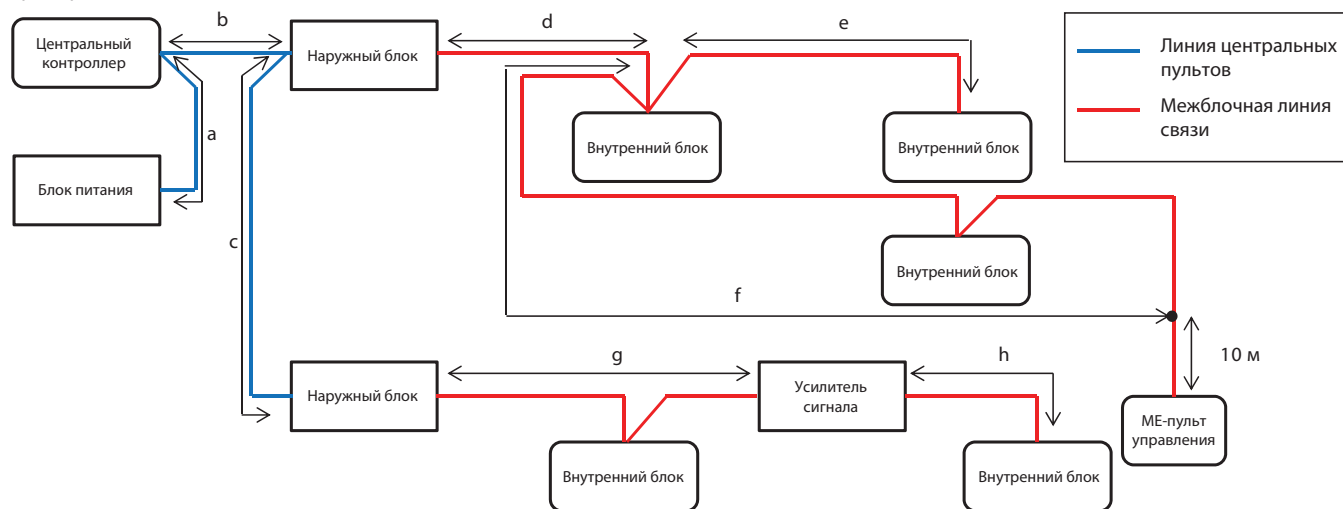 b
d
e
Центральный
контроллер
Наружный блок
Линия центральных
пультов
Межблочная линия
связи
a
Внутренний блок
Внутренний блок
Блок питания
c
Внутренний блок
f
g
h
10 м
Наружный блок
Усилитель
сигнала
ME-пульт
управления
Внутренний блок
Внутренний блок